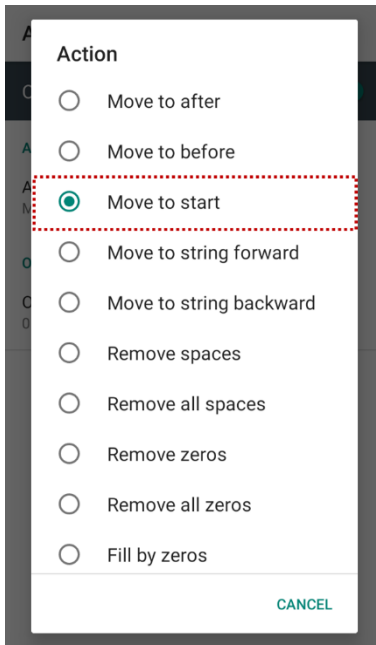 Action
Move to after
Move to before
Move to start
Move to string forward
Move to string backward
Remove spaces
Remove all spaces
Remove zeros
Remove all zeros
Fill by zeros
CANCEL